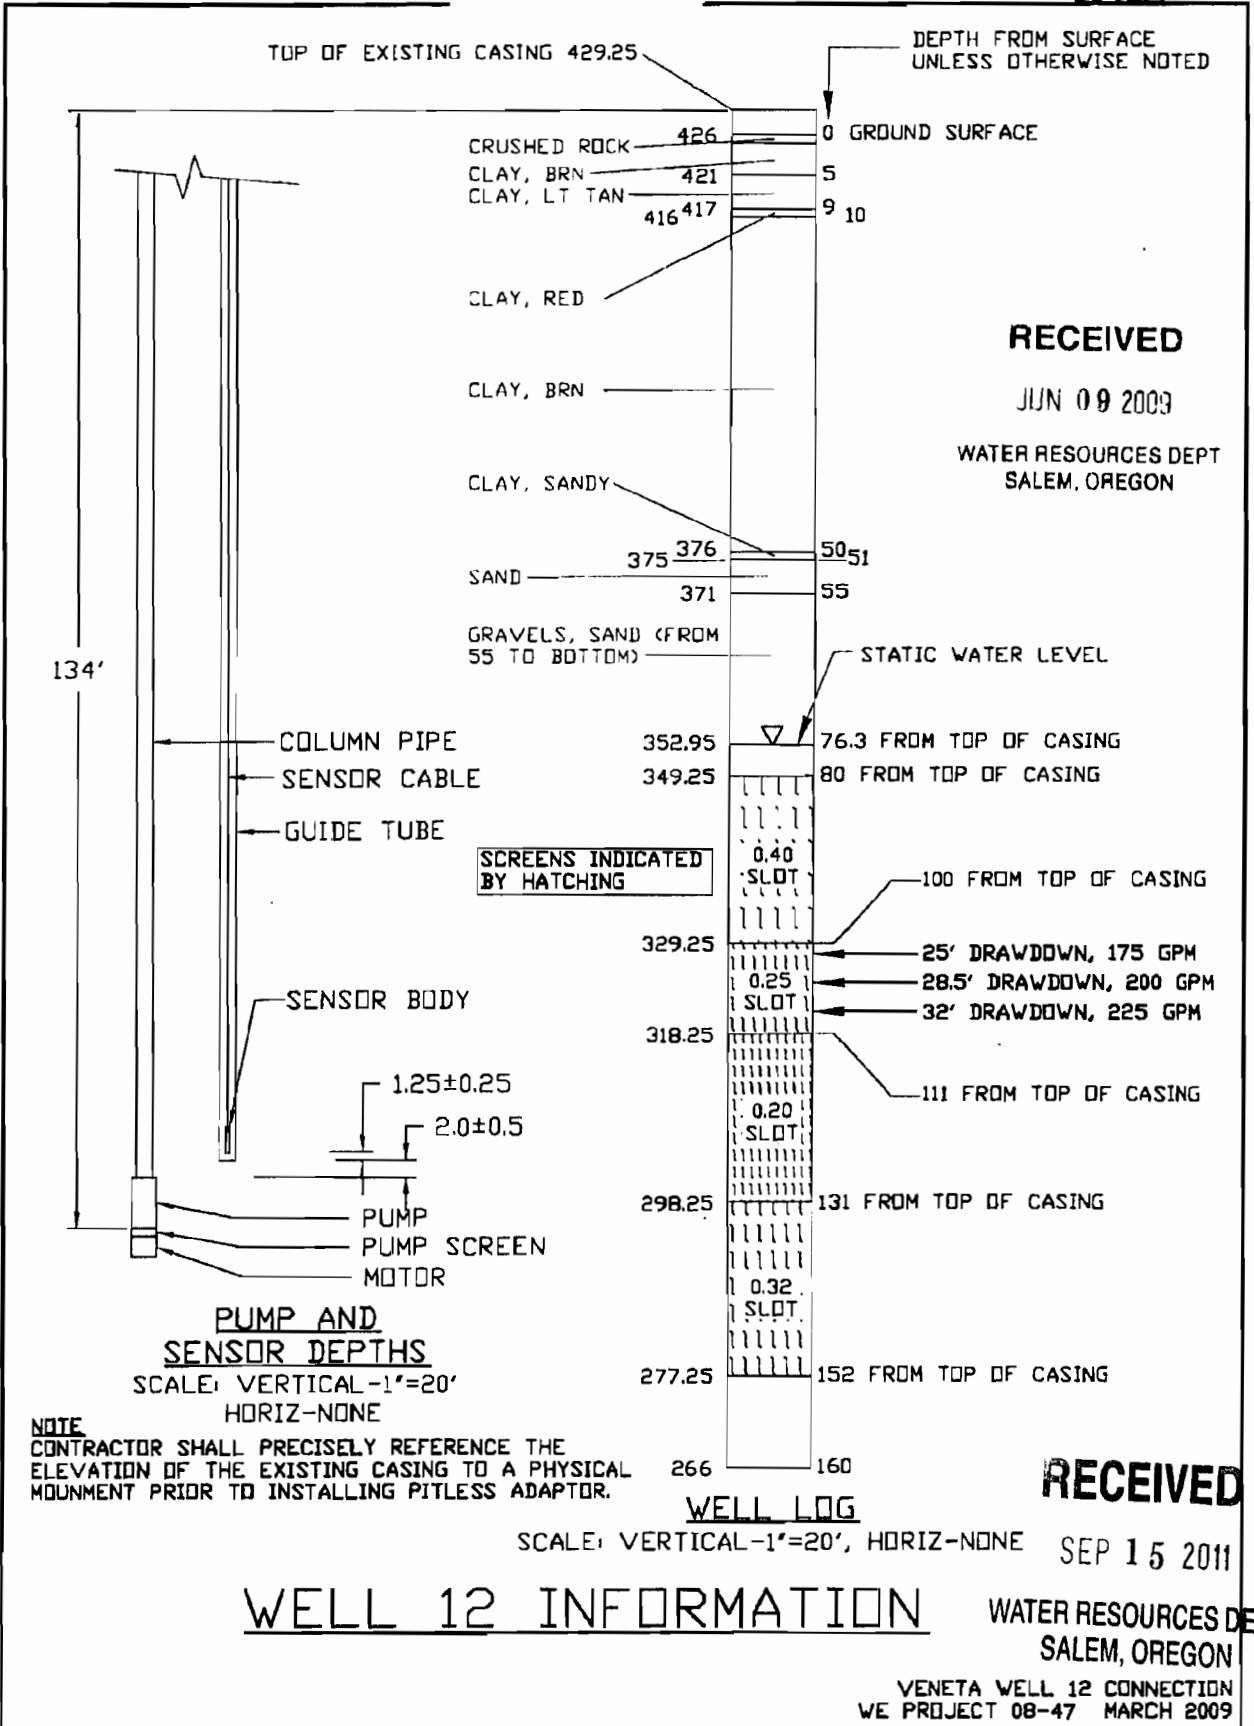 TOP OF EXISTING CASING 429.25
DEPTH FROM SURFACE
UNLESS OTHERWISE NOTED
CRUSHED ROCK
426
0 GROUND SURFACE
CLAY, BRN
421
5
CLAY, LT TAN
417
9
416
10
CLAY, RED
RECEIVED
JUN 09 2009
WATER RESOURCES DEPT
SALEM, OREGON
CLAY, BRN
CLAY, SANDY
376
50
375
51
SAND
371
55
GRAVELS, SAND (FROM
55 TO BOTTOM)
STATIC WATER LEVEL
134'
COLUMN PIPE
352.95
76.3 FROM TOP OF CASING
SENSOR CABLE
349.25
80 FROM TOP OF CASING
GUIDE TUBE
SCREENS INDICATED
BY HATCHING
0.40
SLOT
100 FROM TOP OF CASING
329.25
25' DRAWDOWN, 175 GPM
0.25
SLOT
28.5' DRAWDOWN, 200 GPM
32' DRAWDOWN, 225 GPM
SENSOR BODY
318.25
1.25±0.25
111 FROM TOP OF CASING
2.0±0.5
0.20
SLOT
298.25
131 FROM TOP OF CASING
PUMP
PUMP SCREEN
MOTOR
0.32
SLOT
PUMP AND
SENSOR DEPTHS
SCALE: VERTICAL-1"=20'
HORIZ-NONE
277.25
152 FROM TOP OF CASING
NOTE
CONTRACTOR SHALL PRECISELY REFERENCE THE
ELEVATION OF THE EXISTING CASING TO A PHYSICAL
MOUNMENT PRIOR TO INSTALLING PITLESS ADAPTOR.
266
160
WELL LOG
SCALE: VERTICAL-1"=20', HORIZ-NONE
RECEIVED
SEP 15 2011
WATER RESOURCES DE
SALEM, OREGON
WELL 12 INFORMATION
VENETA WELL 12 CONNECTION
WE PROJECT 08-47 MARCH 2009